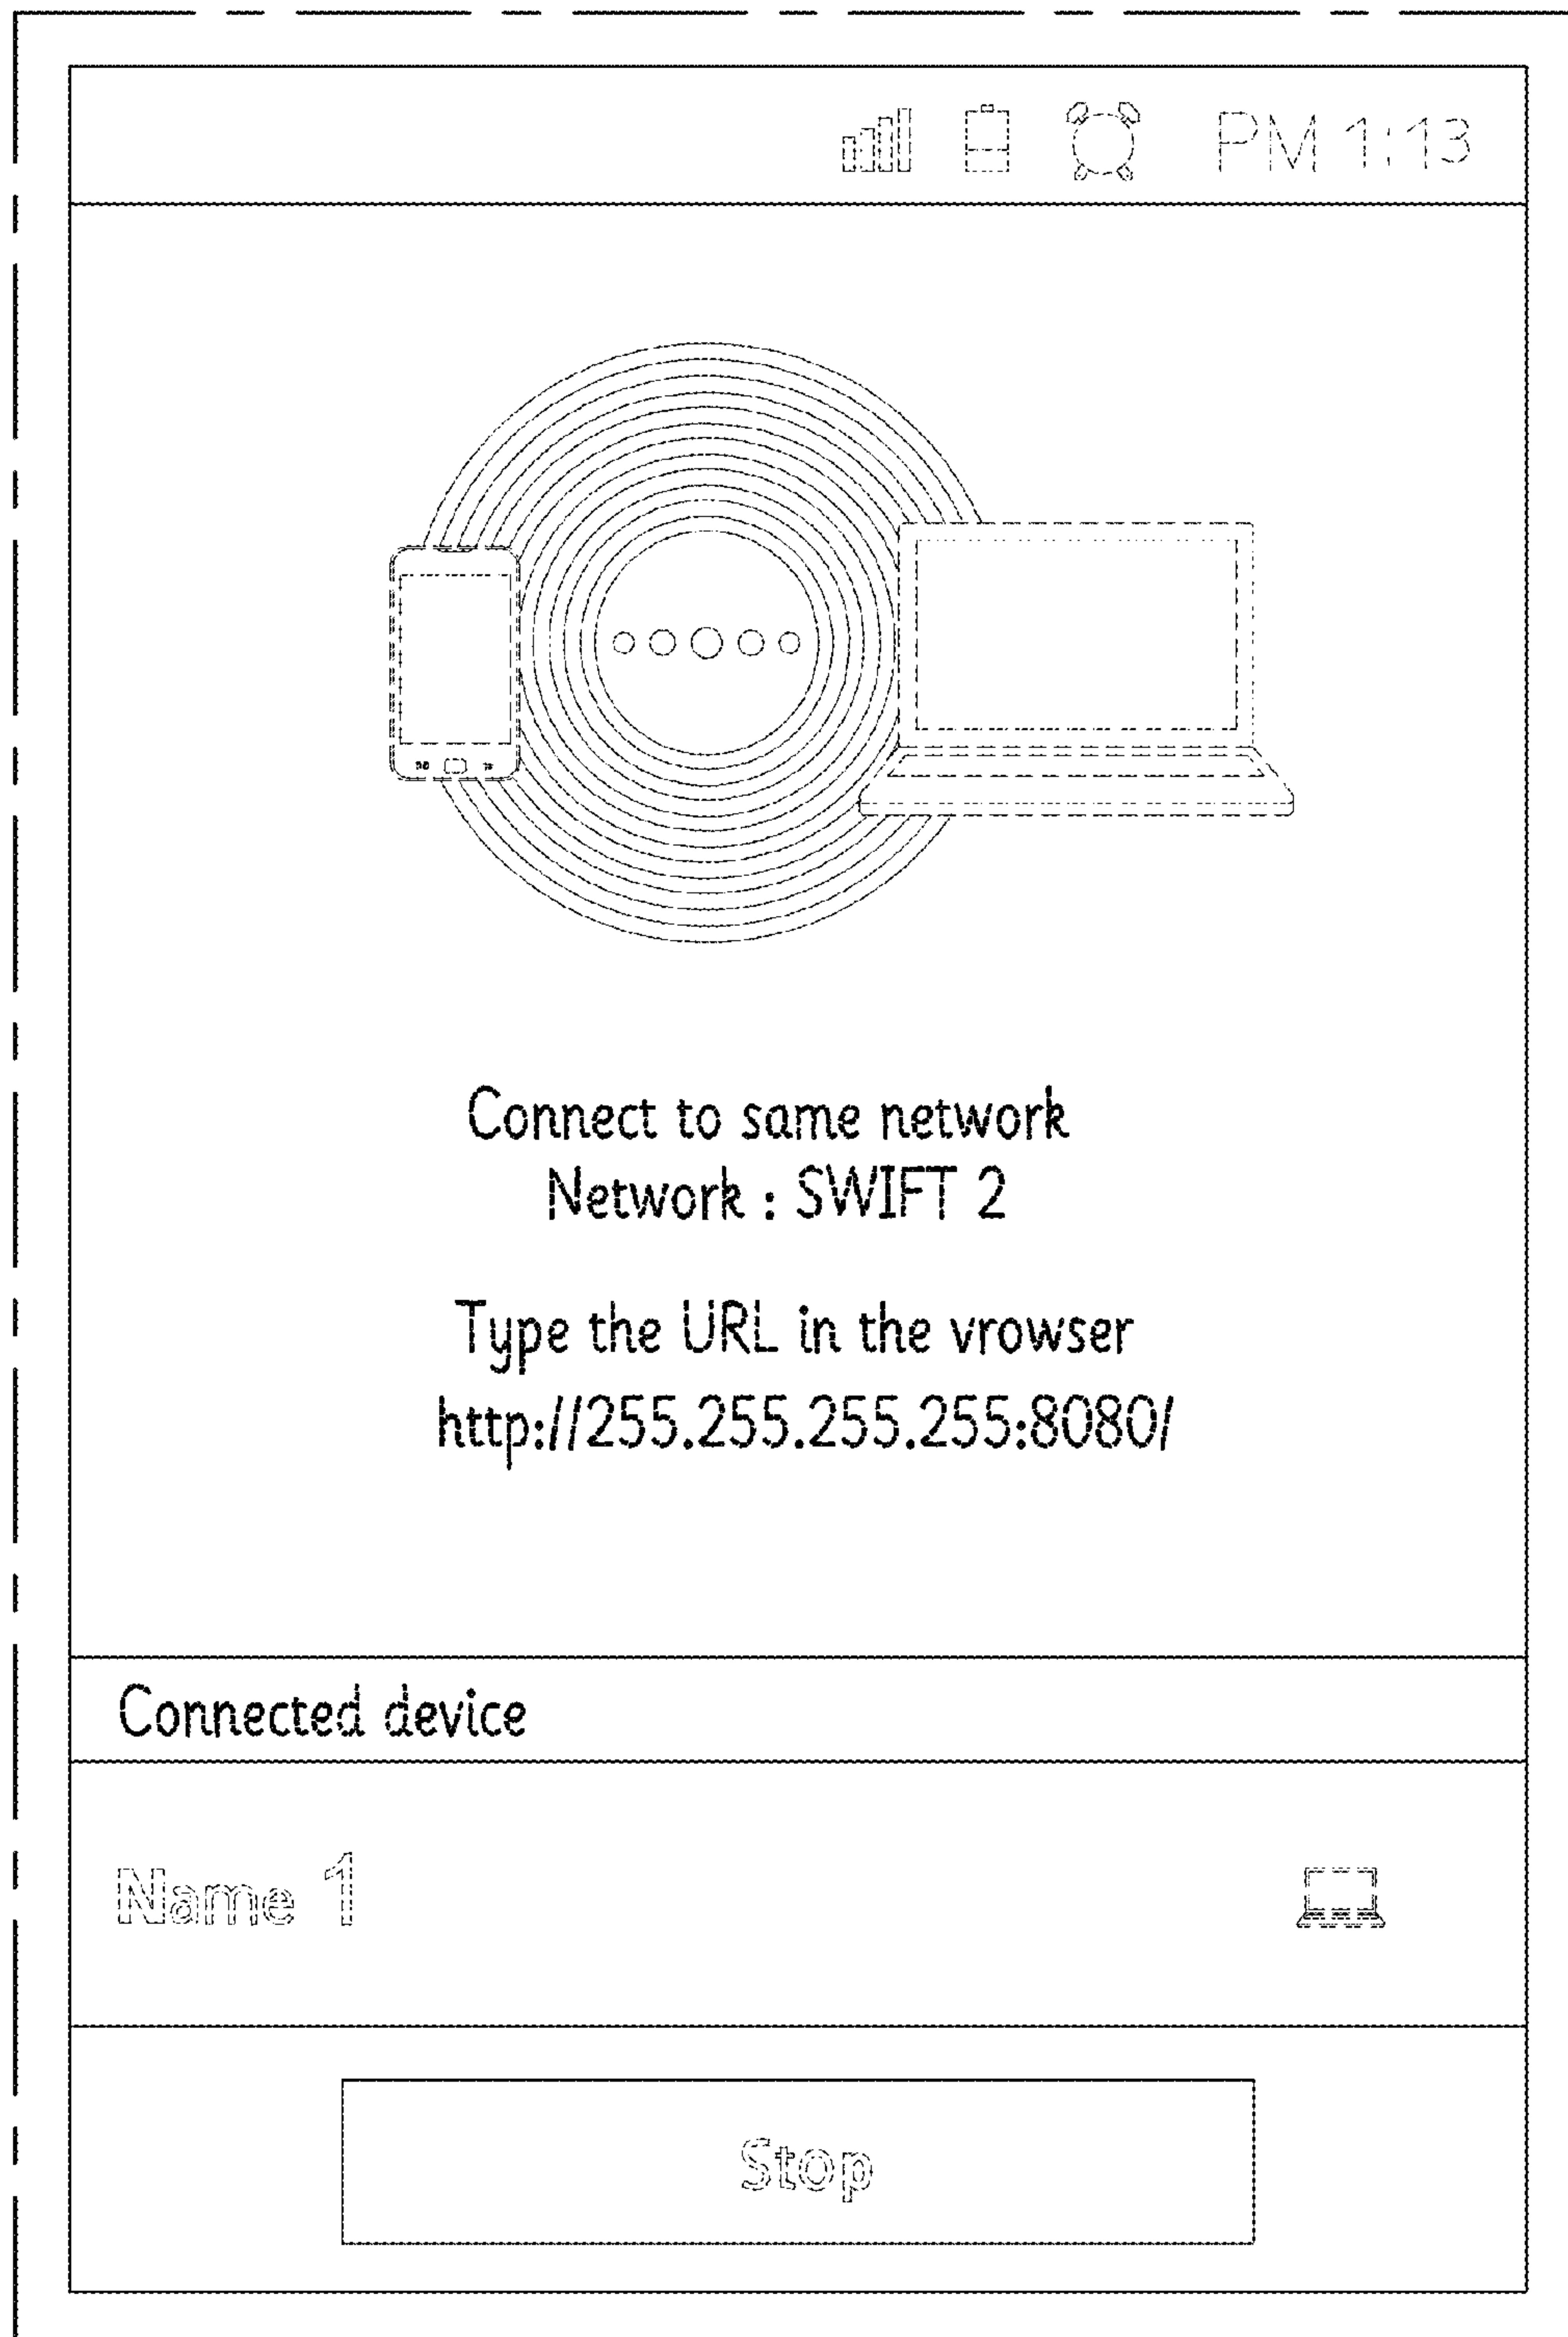 PM 1:13
Connect to same network
Network : SWIFT 2
Type the URL in the vrowser
http://255.255.255.255:8080/
Connected device
Name 1
Stop